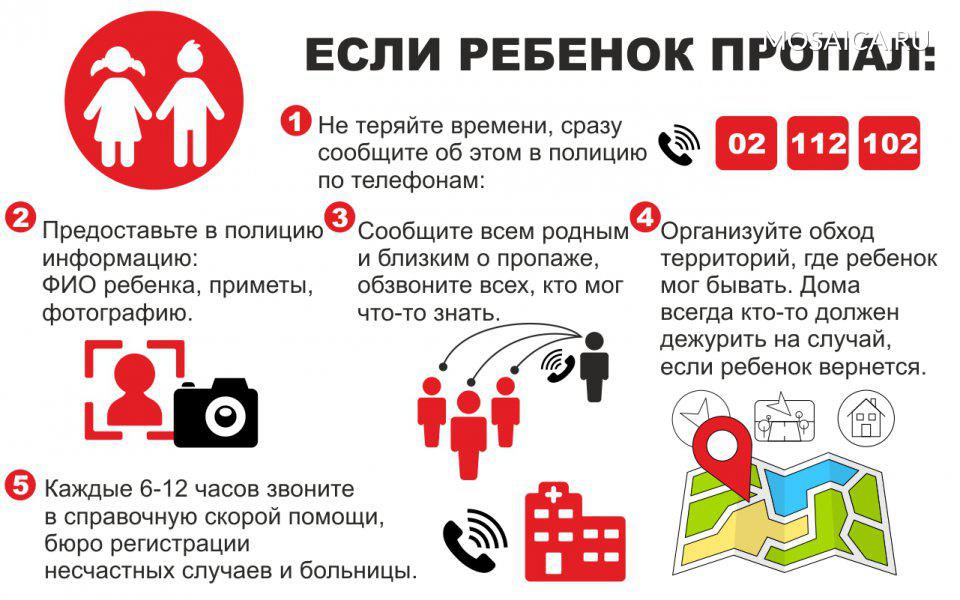 MOSAICA.RU
ЕСЛИ РЕБЕНОК ПРОПАЛ:
1 Не теряйте времени, сразу
сообщите об этом в полицию
по телефонам:
02 112 102
2 Предоставьте в полицию
информацию:
ФИО ребенка, приметы,
фотографию.
3 Сообщите всем родным
и близким о пропаже,
обзвоните всех, кто мог
что-то знать.
4 Организуйте обход
территорий, где ребенок
мог бывать. Дома
всегда кто-то должен
дежурить на случай,
если ребенок вернется.
5 Каждые 6-12 часов звоните
в справочную скорой помощи,
бюро регистрации
несчастных случаев и больницы.